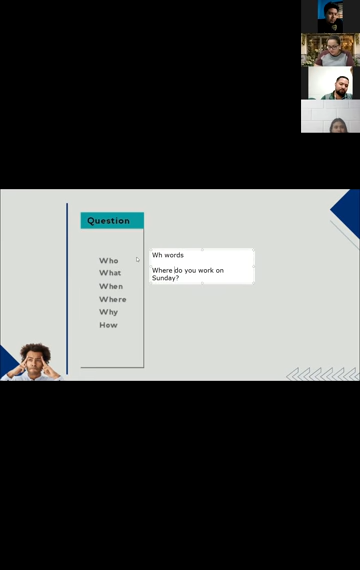 Question
Who
What
When
Where
Why
How
Wh words
Where do you work on
Sunday?